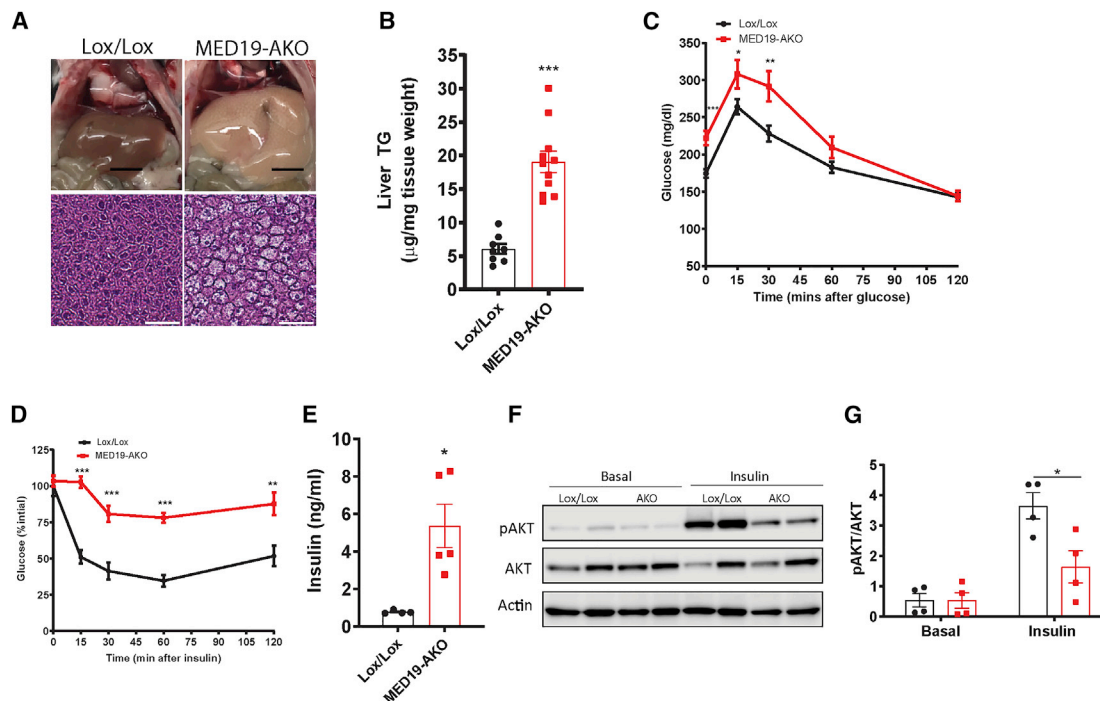 A
Lox/Lox MED19-AKO
B
Liver TG
(μg/mg tissue weight)
35
30
25
20
15
10
5
0
***
Lox/Lox
MED19-AKO
C
Lox/Lox
MED19-AKO
Glucose (mg/dl)
350
300
250
200
150
100
50
***
*
**
0 15 30 45 60 75 90 105 120
Time (mins after glucose)
D
Lox/Lox
MED19-AKO
Glucose (% intial)
125
100
75
50
25
0
*** *** *** **
0 15 30 45 60 75 90 105 120
Time (min after insulin)
E
Insulin (ng/ml)
10
8
6
4
2
0
*
Lox/Lox
MED19-AKO
F
Basal Insulin
Lox/Lox AKO Lox/Lox AKO
pAKT
AKT
Actin
G
pAKT/AKT
5
4
3
2
1
0
*
Basal Insulin